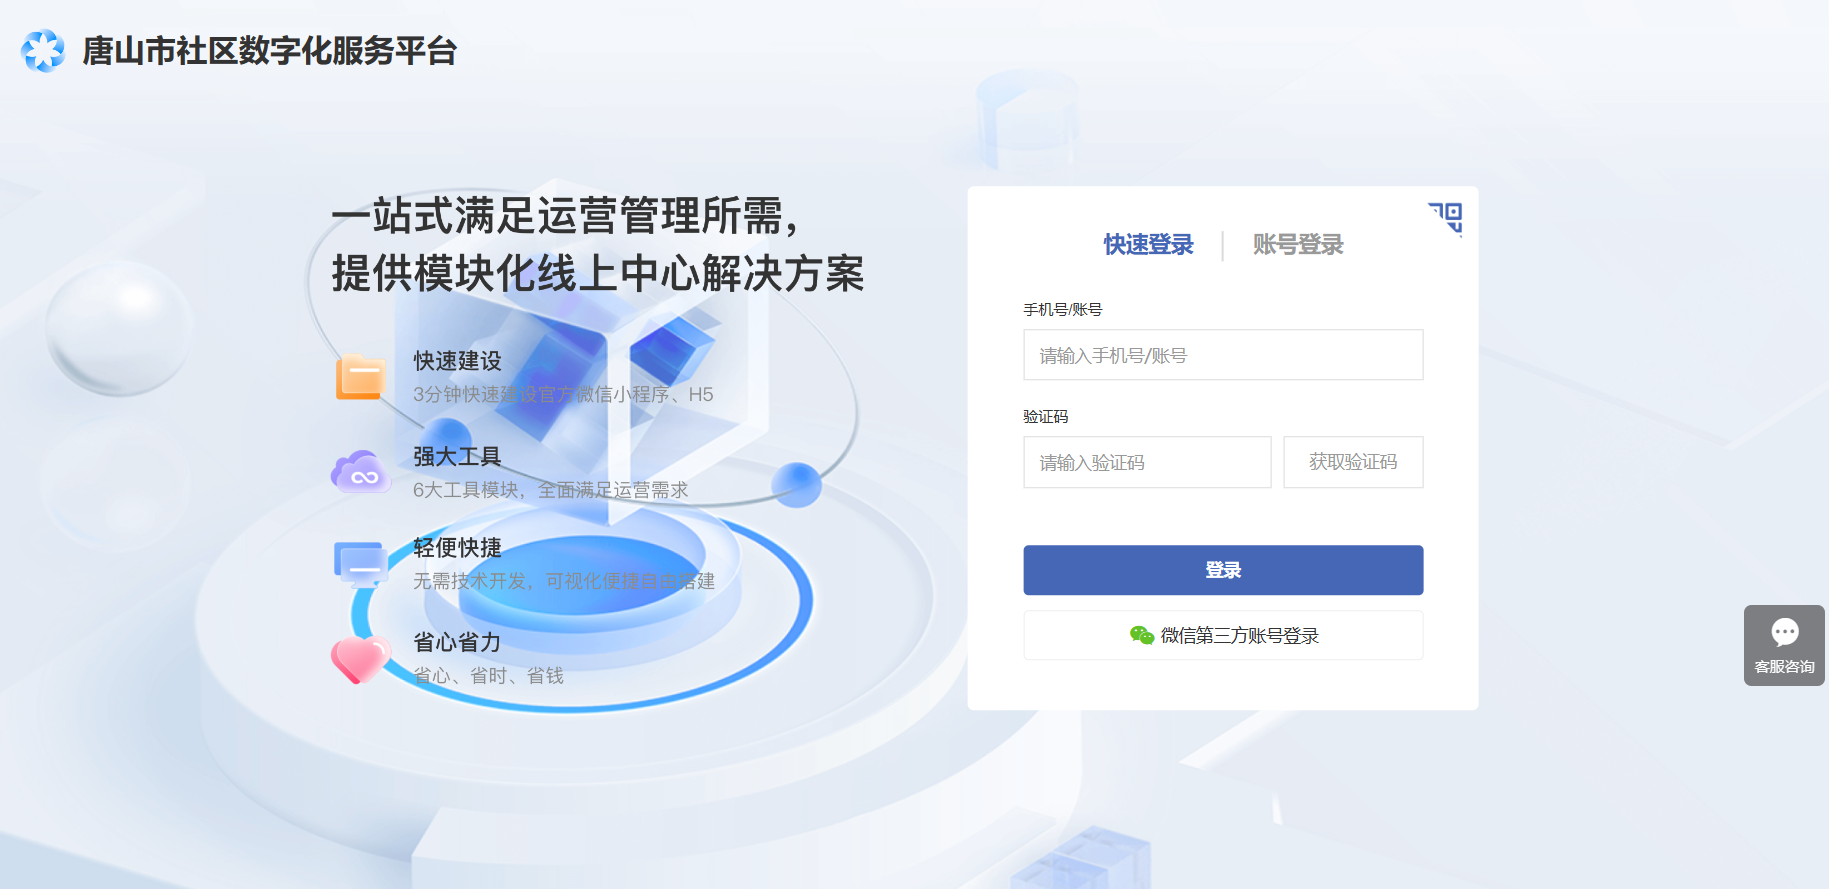 唐山市社区数字化服务平台
一站式满足运营管理所需，
提供模块化线上中心解决方案
快速建设
3分钟快速建设官方微信小程序、H5
强大工具
6大工具模块，全面满足运营需求
轻便快捷
无需技术开发，可视化便捷自由搭建
省心省力
省心、省时、省钱
快速登录
账号登录
手机号/账号
请输入手机号/账号
验证码
请输入验证码
获取验证码
登录
微信第三方账号登录
客服咨询